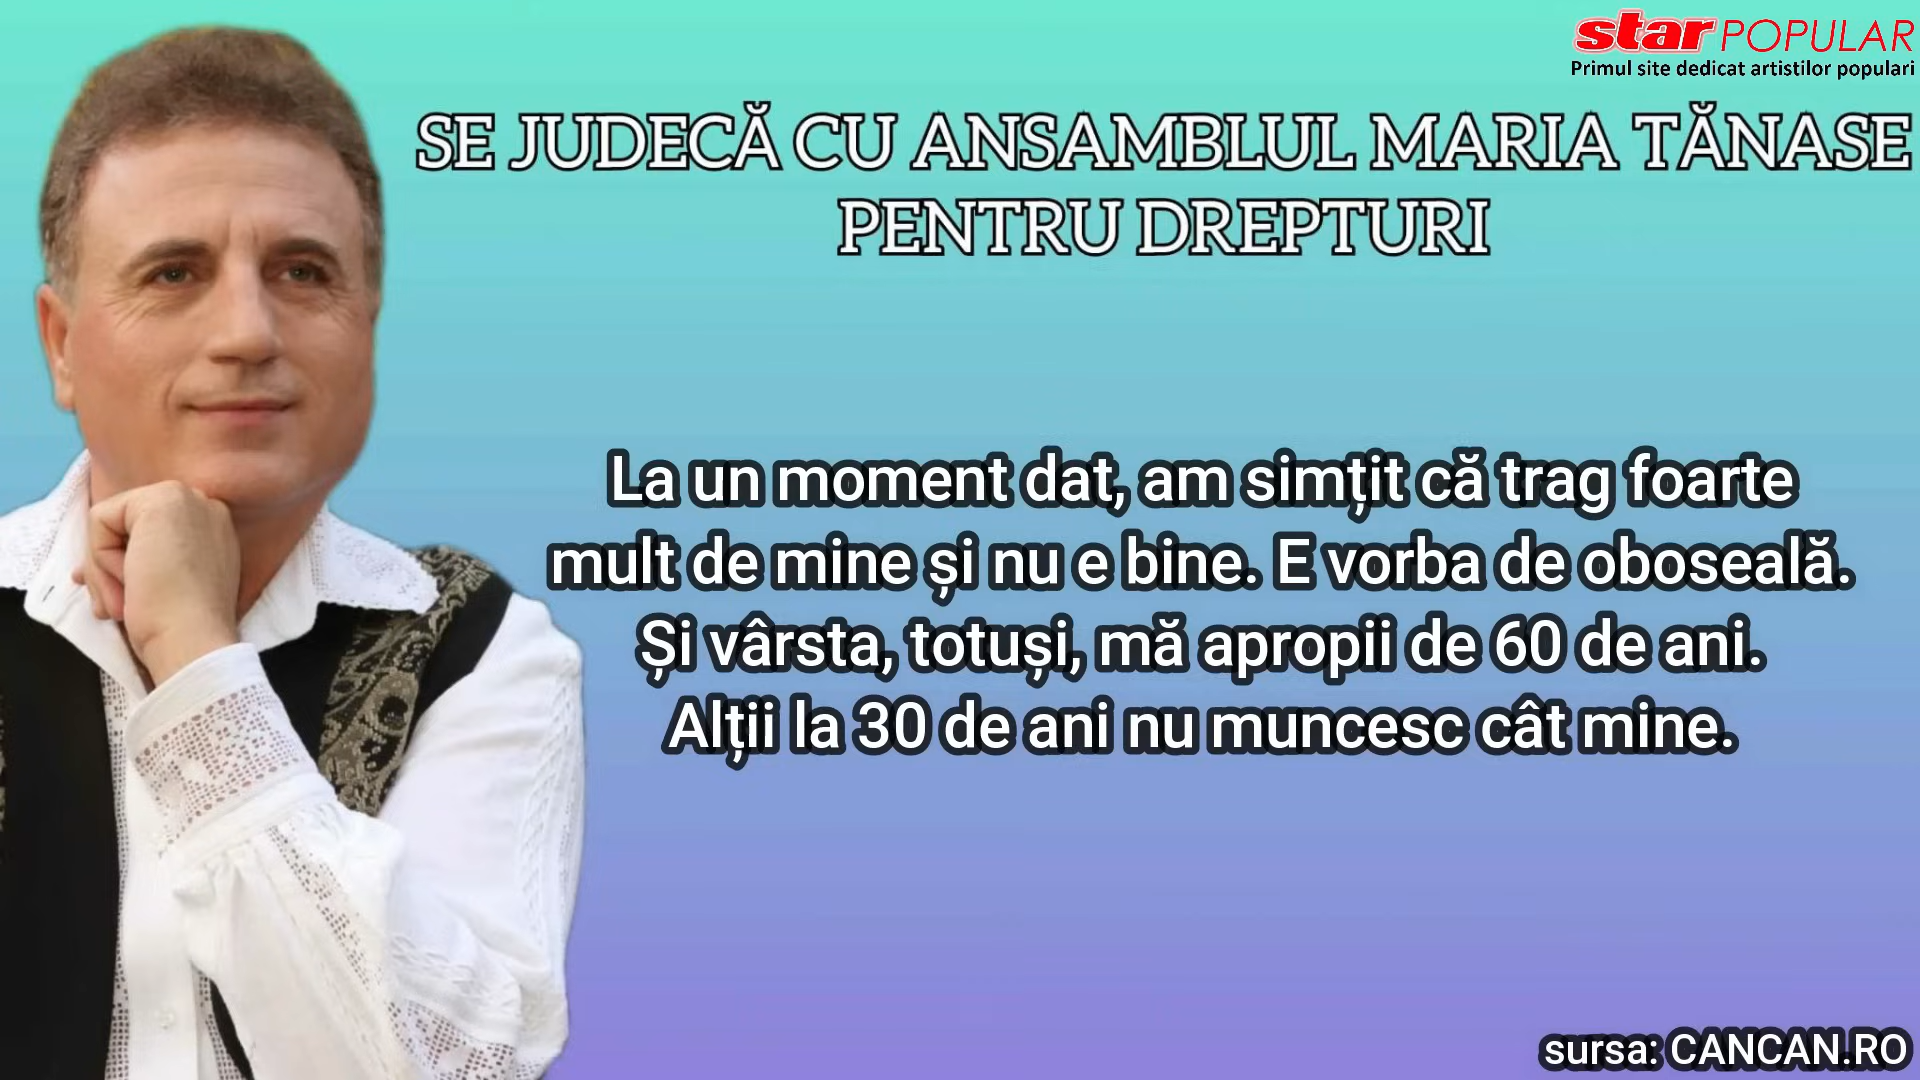 star POPULAR
Primul site dedicat artistilor populari
SE JUDECĂ CU ANSAMBLUL MARIA TĂNASE
PENTRU DREPTURI
La un moment dat, am simțit că trag foarte
mult de mine și nu e bine. E vorba de oboseală.
Și vârsta, totuși, mă apropii de 60 de ani.
Alții la 30 de ani nu muncesc cât mine.
sursa: CANCAN.RO